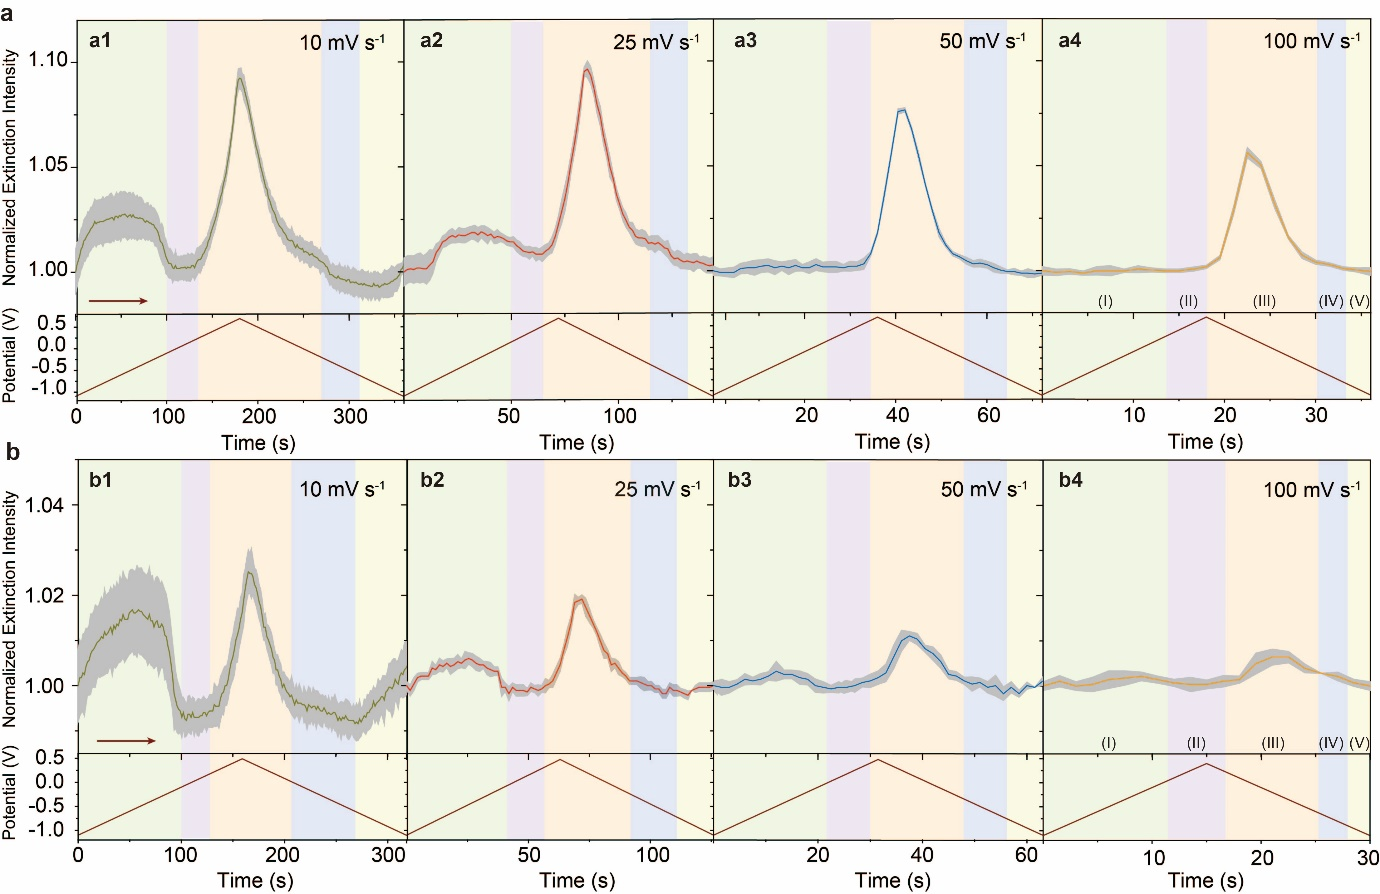 a
a1 10 mV s⁻¹ a2 25 mV s⁻¹ a3 50 mV s⁻¹ a4 100 mV s⁻¹
Normalized Extinction Intensity
1.10
1.05
1.00
(I) (II) (III) (IV) (V)
Potential (V)
0.5
0.0
-0.5
-1.0
0 100 200 300 50 100 20 40 60 10 20 30
Time (s) Time (s) Time (s) Time (s)
b
b1 10 mV s⁻¹ b2 25 mV s⁻¹ b3 50 mV s⁻¹ b4 100 mV s⁻¹
Normalized Extinction Intensity
1.04
1.02
1.00
(I) (II) (III) (IV) (V)
Potential (V)
0.5
0.0
-0.5
-1.0
0 100 200 300 50 100 20 40 60 10 20 30
Time (s) Time (s) Time (s) Time (s)